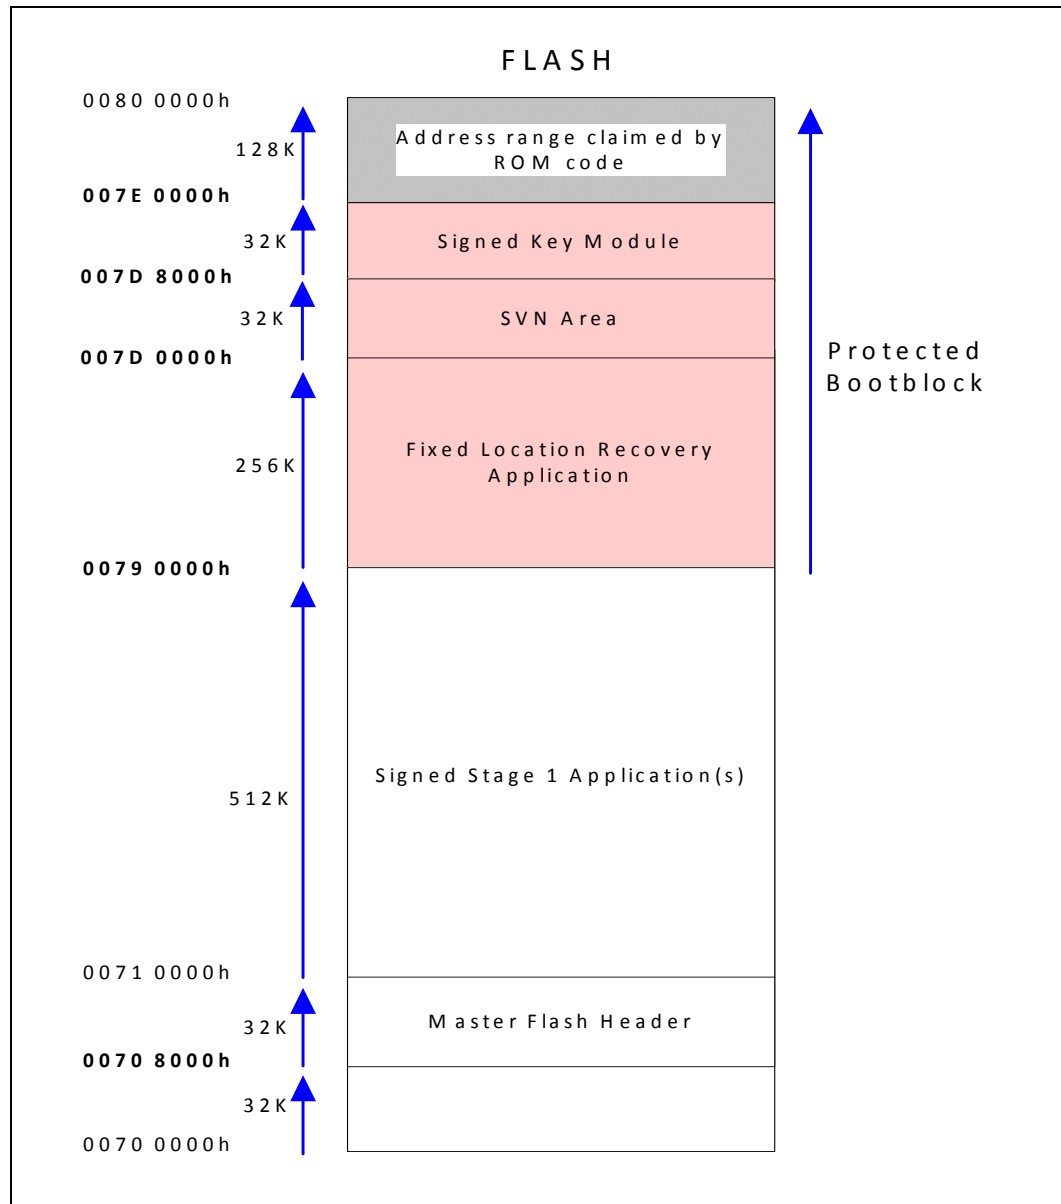 FLASH
0080 0000h
128K
Address range claimed by
ROM code
007E 0000h
32K
Signed Key Module
007D 8000h
32K
SVN Area
007D 0000h
Protected
Bootblock
256K
Fixed Location Recovery
Application
0079 0000h
512K
Signed Stage 1 Application(s)
0071 0000h
32K
Master Flash Header
0070 8000h
32K
0070 0000h